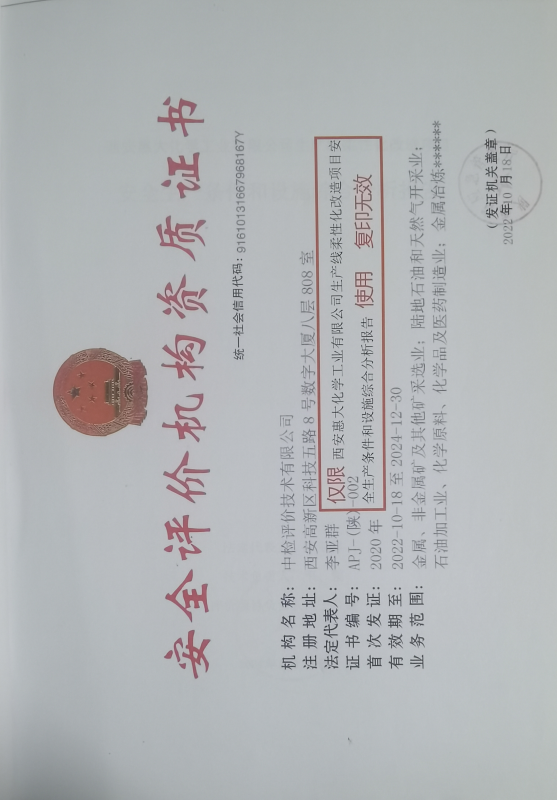 安全评价机构资质证书
统一社会信用代码：91610131667968167Y
机构名称：中检评价技术有限公司
注册地址：西安高新区科技五路8号数字大厦八层808室
法定代表人：李亚群
证书编号：APJ-(陕)-002
首次发证：2020年
有效期至：2022-10-18 至 2024-12-30
业务范围：金属、非金属矿及其他矿采选业；陆地石油和天然气开采业；
石油加工业、化学原料、化学品及医药制造业；金属冶炼******
仅限 西安惠大化学工业有限公司生产线柔性化改造项目安
全生产条件和设施综合分析报告 使用 复印无效
（发证机关盖章）
2022年10月18日